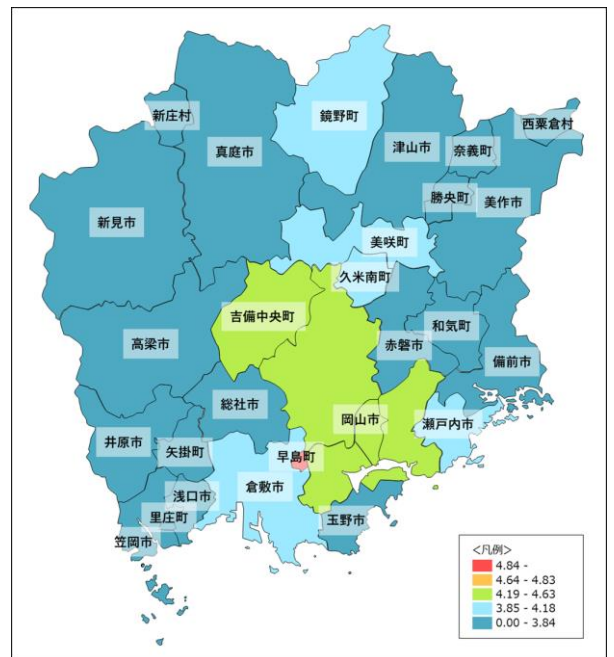 新庄村
鏡野町
西粟倉村
真庭市
津山市
奈義町
勝央町
美作市
新見市
美咲町
久米南町
吉備中央町
和気町
高梁市
赤磐市
備前市
総社市
岡山市
瀬戸内市
井原市
矢掛町
早島町
倉敷市
浅口市
里庄町
玉野市
笠岡市
<凡例>
4.84 -
4.64 - 4.83
4.19 - 4.63
3.85 - 4.18
0.00 - 3.84